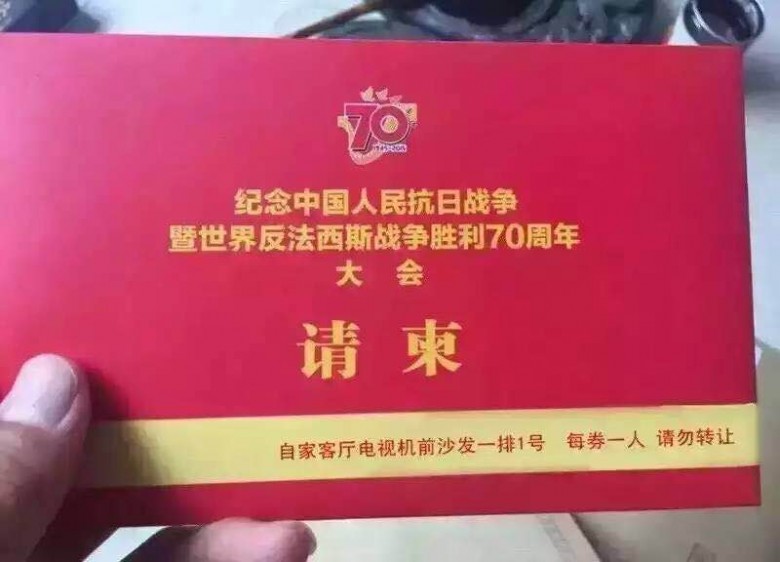 70
1945-2015
纪念中国人民抗日战争
暨世界反法西斯战争胜利70周年
大会
请柬
自家客厅电视机前沙发一排1号 每券一人 请勿转让